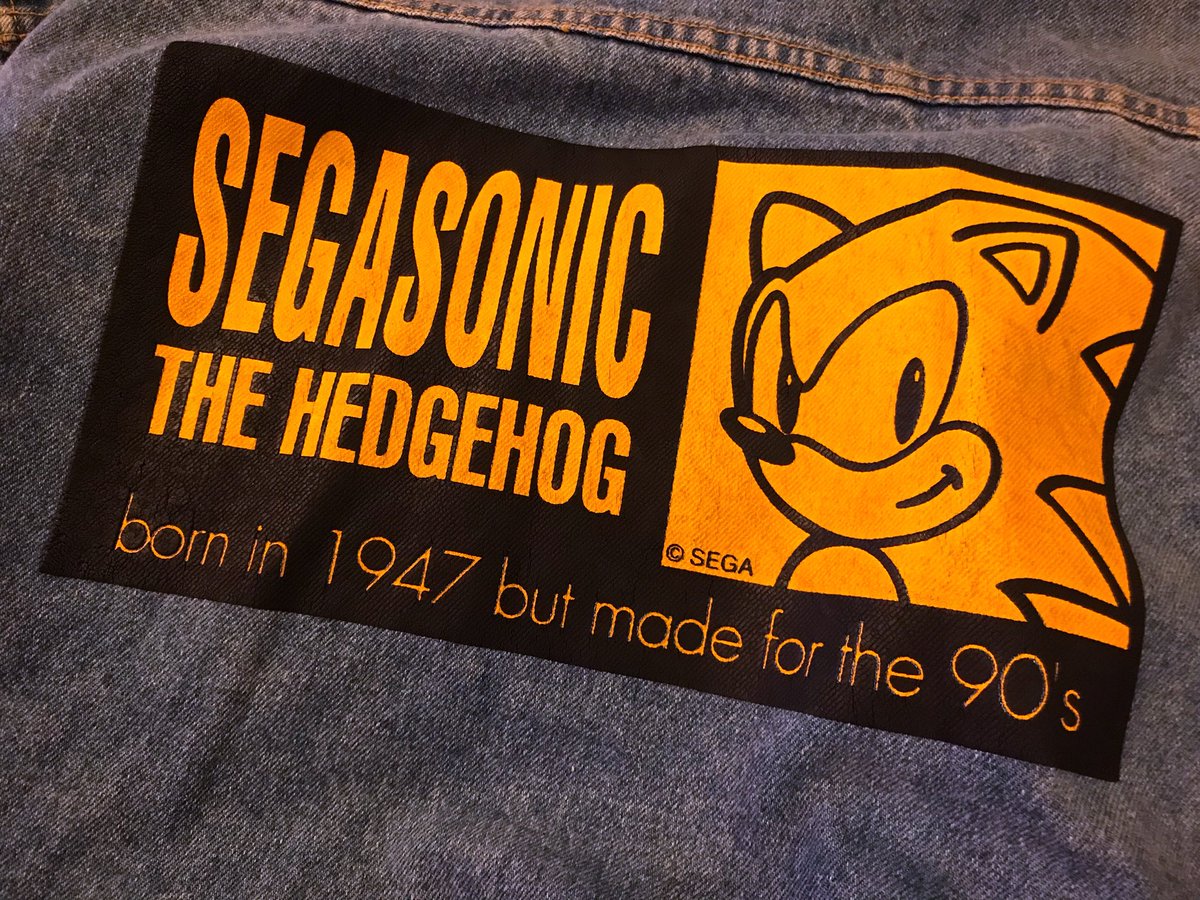 SEGASONIC
THE HEDGEHOG
© SEGA
born in 1947 but made for the 90's